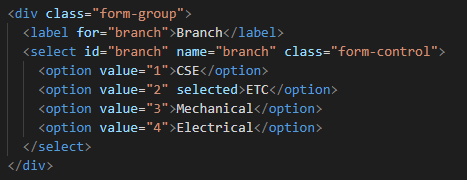 <div class="form-group">
<label for="branch">Branch</label>
<select id="branch" name="branch" class="form-control">
<option value="1">CSE</option>
<option value="2" selected>ETC</option>
<option value="3">Mechanical</option>
<option value="4">Electrical</option>
</select>
</div>